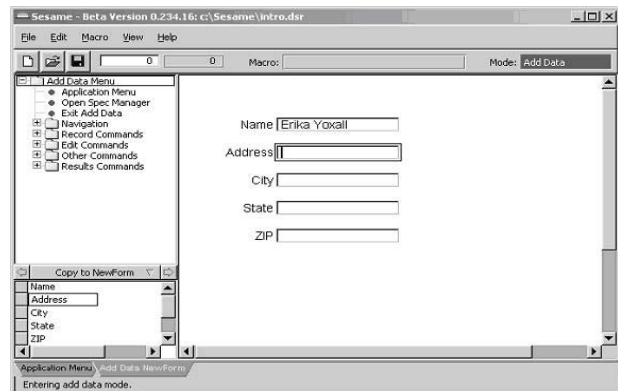 Sesame - Beta Version 0.234.16: c:\Sesame\intro.dsr
File Edit Macro View Help
0 0 Macro: Mode: Add Data
Add Data Menu
Application Menu
Open Spec Manager
Exit Add Data
Navigation
Record Commands
Edit Commands
Other Commands
Results Commands
Name Erika Yoxall
Address
City
State
ZIP
Copy to NewForm
Name
Address
City
State
ZIP
Application Menu Add Data NewForm
Entering add data mode.